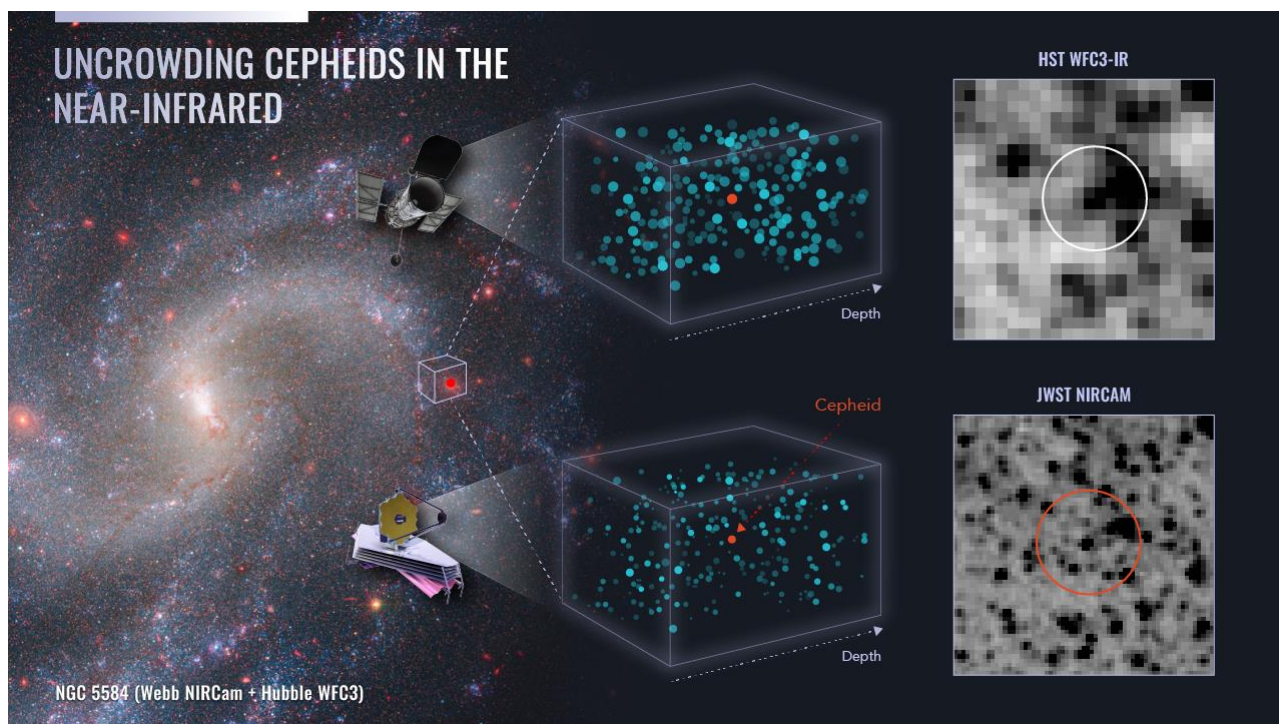 UNCROWDING CEPHEIDS IN THE
NEAR-INFRARED
HST WFC3-IR
Depth
JWST NIRCAM
Cepheid
Depth
NGC 5584 (Webb NIRCam + Hubble WFC3)